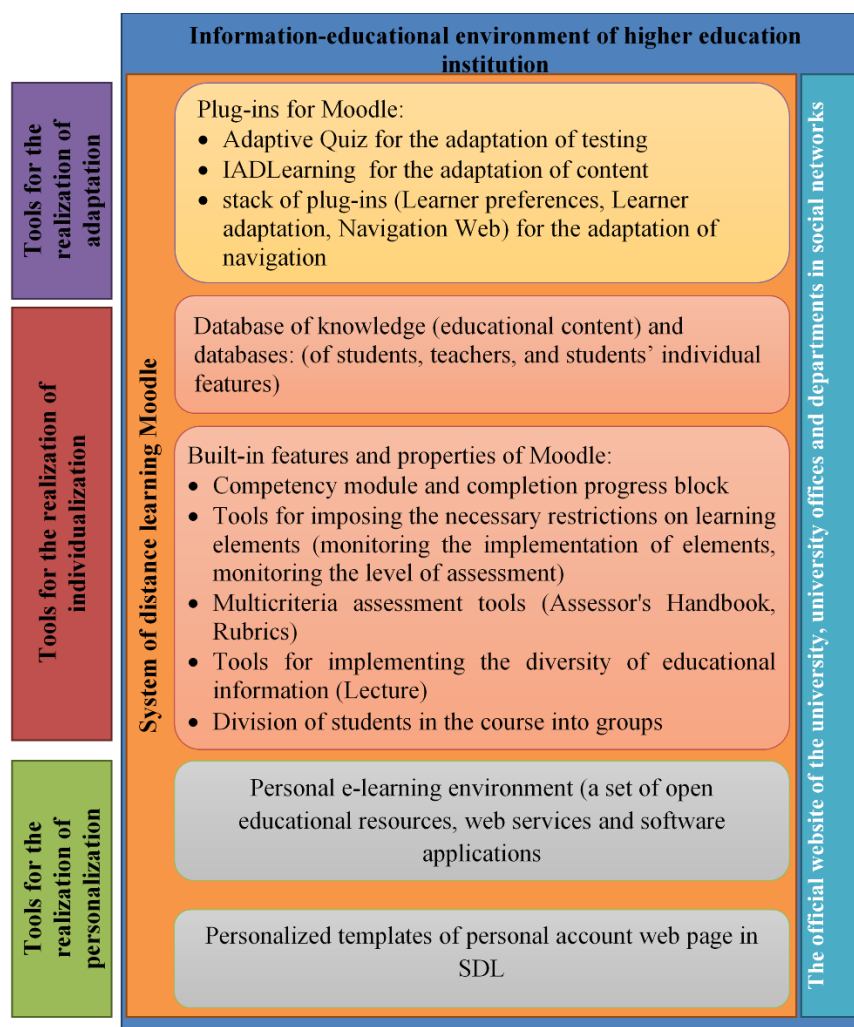 Information-educational environment of higher education
institution
Tools for the
realization of
adaptation
System of distance learning Moodle
Plug-ins for Moodle:
• Adaptive Quiz for the adaptation of testing
• IADLearning for the adaptation of content
• stack of plug-ins (Learner preferences, Learner
adaptation, Navigation Web) for the adaptation of
navigation
The official website of the university, university offices and departments in social networks
Tools for the realization of
individualization
Database of knowledge (educational content) and
databases: (of students, teachers, and students’ individual
features)
Built-in features and properties of Moodle:
• Competency module and completion progress block
• Tools for imposing the necessary restrictions on learning
elements (monitoring the implementation of elements,
monitoring the level of assessment)
• Multicriteria assessment tools (Assessor's Handbook,
Rubrics)
• Tools for implementing the diversity of educational
information (Lecture)
• Division of students in the course into groups
Tools for the
realization of
personalization
Personal e-learning environment (a set of open
educational resources, web services and software
applications
Personalized templates of personal account web page in
SDL